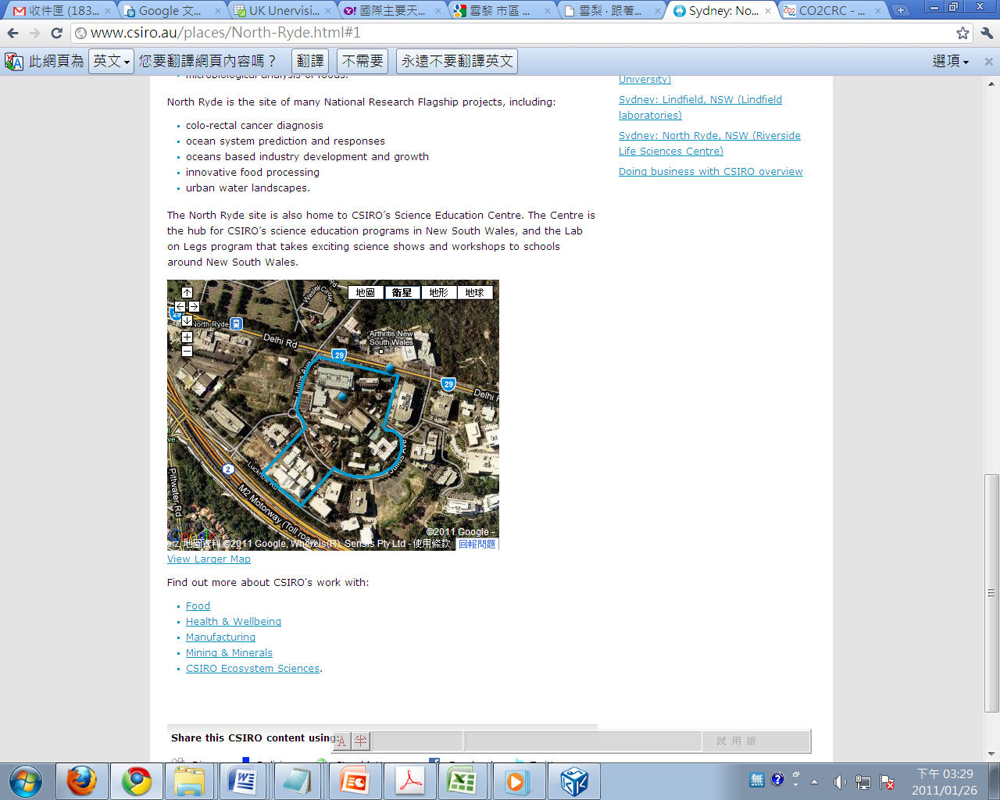 收件匣 (183...
Google 文...
UK Unervisi...
國際主要天...
雪黎 市區 ...
雪梨 · 跟著...
Sydney: No...
CO2CRC - ...
www.csiro.au/places/North-Ryde.html#1
此網頁為 英文 您要翻譯網頁內容嗎？ 翻譯 不需要 永遠不要翻譯英文 選項
North Ryde is the site of many National Research Flagship projects, including:
colo-rectal cancer diagnosis
ocean system prediction and responses
oceans based industry development and growth
innovative food processing
urban water landscapes.
The North Ryde site is also home to CSIRO's Science Education Centre. The Centre is
the hub for CSIRO's science education programs in New South Wales, and the Lab
on Legs program that takes exciting science shows and workshops to schools
around New South Wales.
University)
Sydney: Lindfield, NSW (Lindfield
laboratories)
Sydney: North Ryde, NSW (Riverside
Life Sciences Centre)
Doing business with CSIRO overview
地圖 衛星 地形 地球
North Ryde
Delhi Rd
Arthritis New
South Wales
29
29
Delhi
Julius Ave
2
Lucknow Rd
M2 Motorway (Toll road)
Pittwater Rd
©2011 Google -
地圖資料 ©2011 Google, Whereis(R), Sensis Pty Ltd - 使用條款 回報問題
View Larger Map
Find out more about CSIRO's work with:
Food
Health & Wellbeing
Manufacturing
Mining & Minerals
CSIRO Ecosystem Sciences.
Share this CSIRO content using:
A 半 試用版
無
下午 03:29
2011/01/26